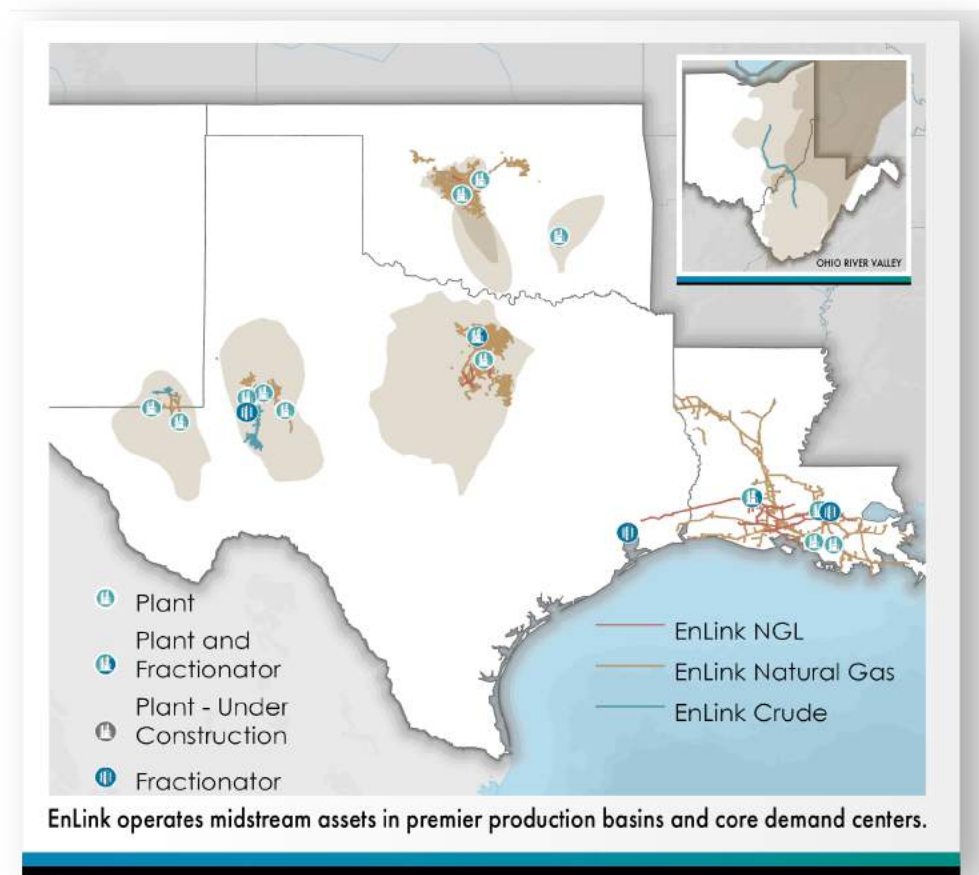 OHIO RIVER VALLEY
Plant
Plant and
Fractionator
Plant - Under
Construction
Fractionator
EnLink NGL
EnLink Natural Gas
EnLink Crude
EnLink operates midstream assets in premier production basins and core demand centers.